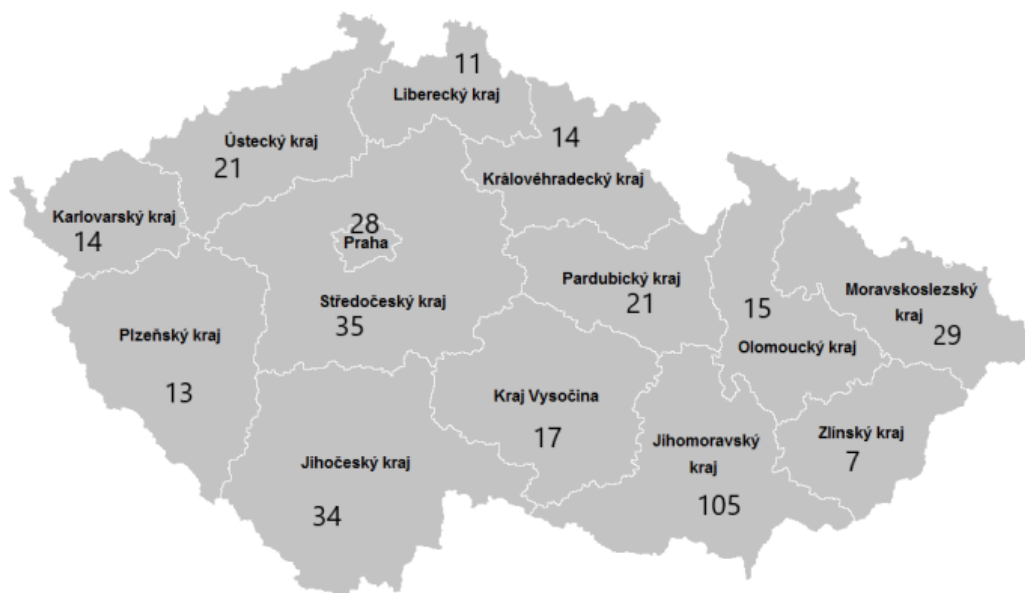 11
Liberecký kraj
Ústecký kraj
21
14
Královéhradecký kraj
Karlovarský kraj
14
28
Praha
Středočeský kraj
35
Pardubický kraj
21
15
Olomoucký kraj
Moravskoslezský
kraj
29
Plzeňský kraj
13
Kraj Vysočina
17
Jihočeský kraj
34
Jihomoravský
kraj
105
Zlínský kraj
7